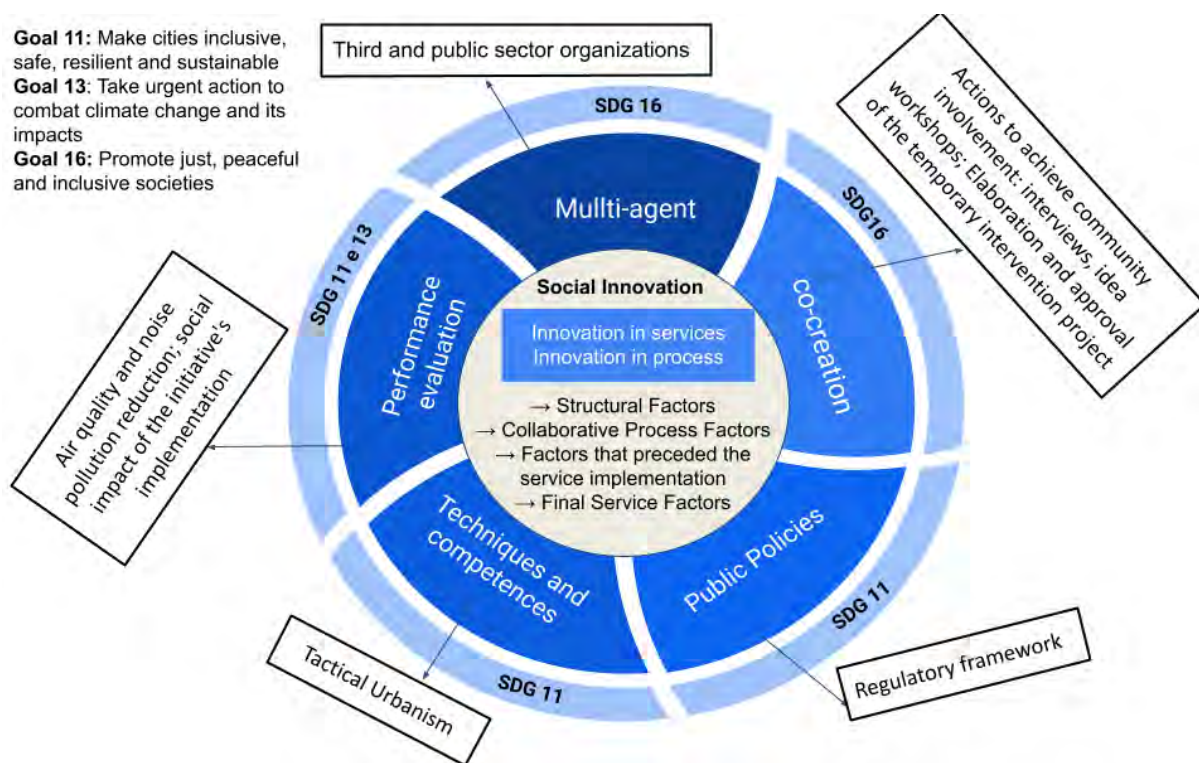 Goal 11: Make cities inclusive,
safe, resilient and sustainable
Goal 13: Take urgent action to
combat climate change and its
impacts
Goal 16: Promote just, peaceful
and inclusive societies
Third and public sector organizations
SDG 16
Mullti-agent
Actions to achieve community
involvement: interviews, idea
workshops; Elaboration and approval
of the temporary intervention project
SDG16
co-creation
SDG 11 e 13
Performance
evaluation
Air quality and noise
pollution reduction; social
impact of the initiative's
implementation
Social Innovation
Innovation in services
Innovation in process
→ Structural Factors
→ Collaborative Process Factors
→ Factors that preceded the
service implementation
→ Final Service Factors
Techniques and
competences
SDG 11
Tactical Urbanism
Public Policies
SDG 11
Regulatory framework